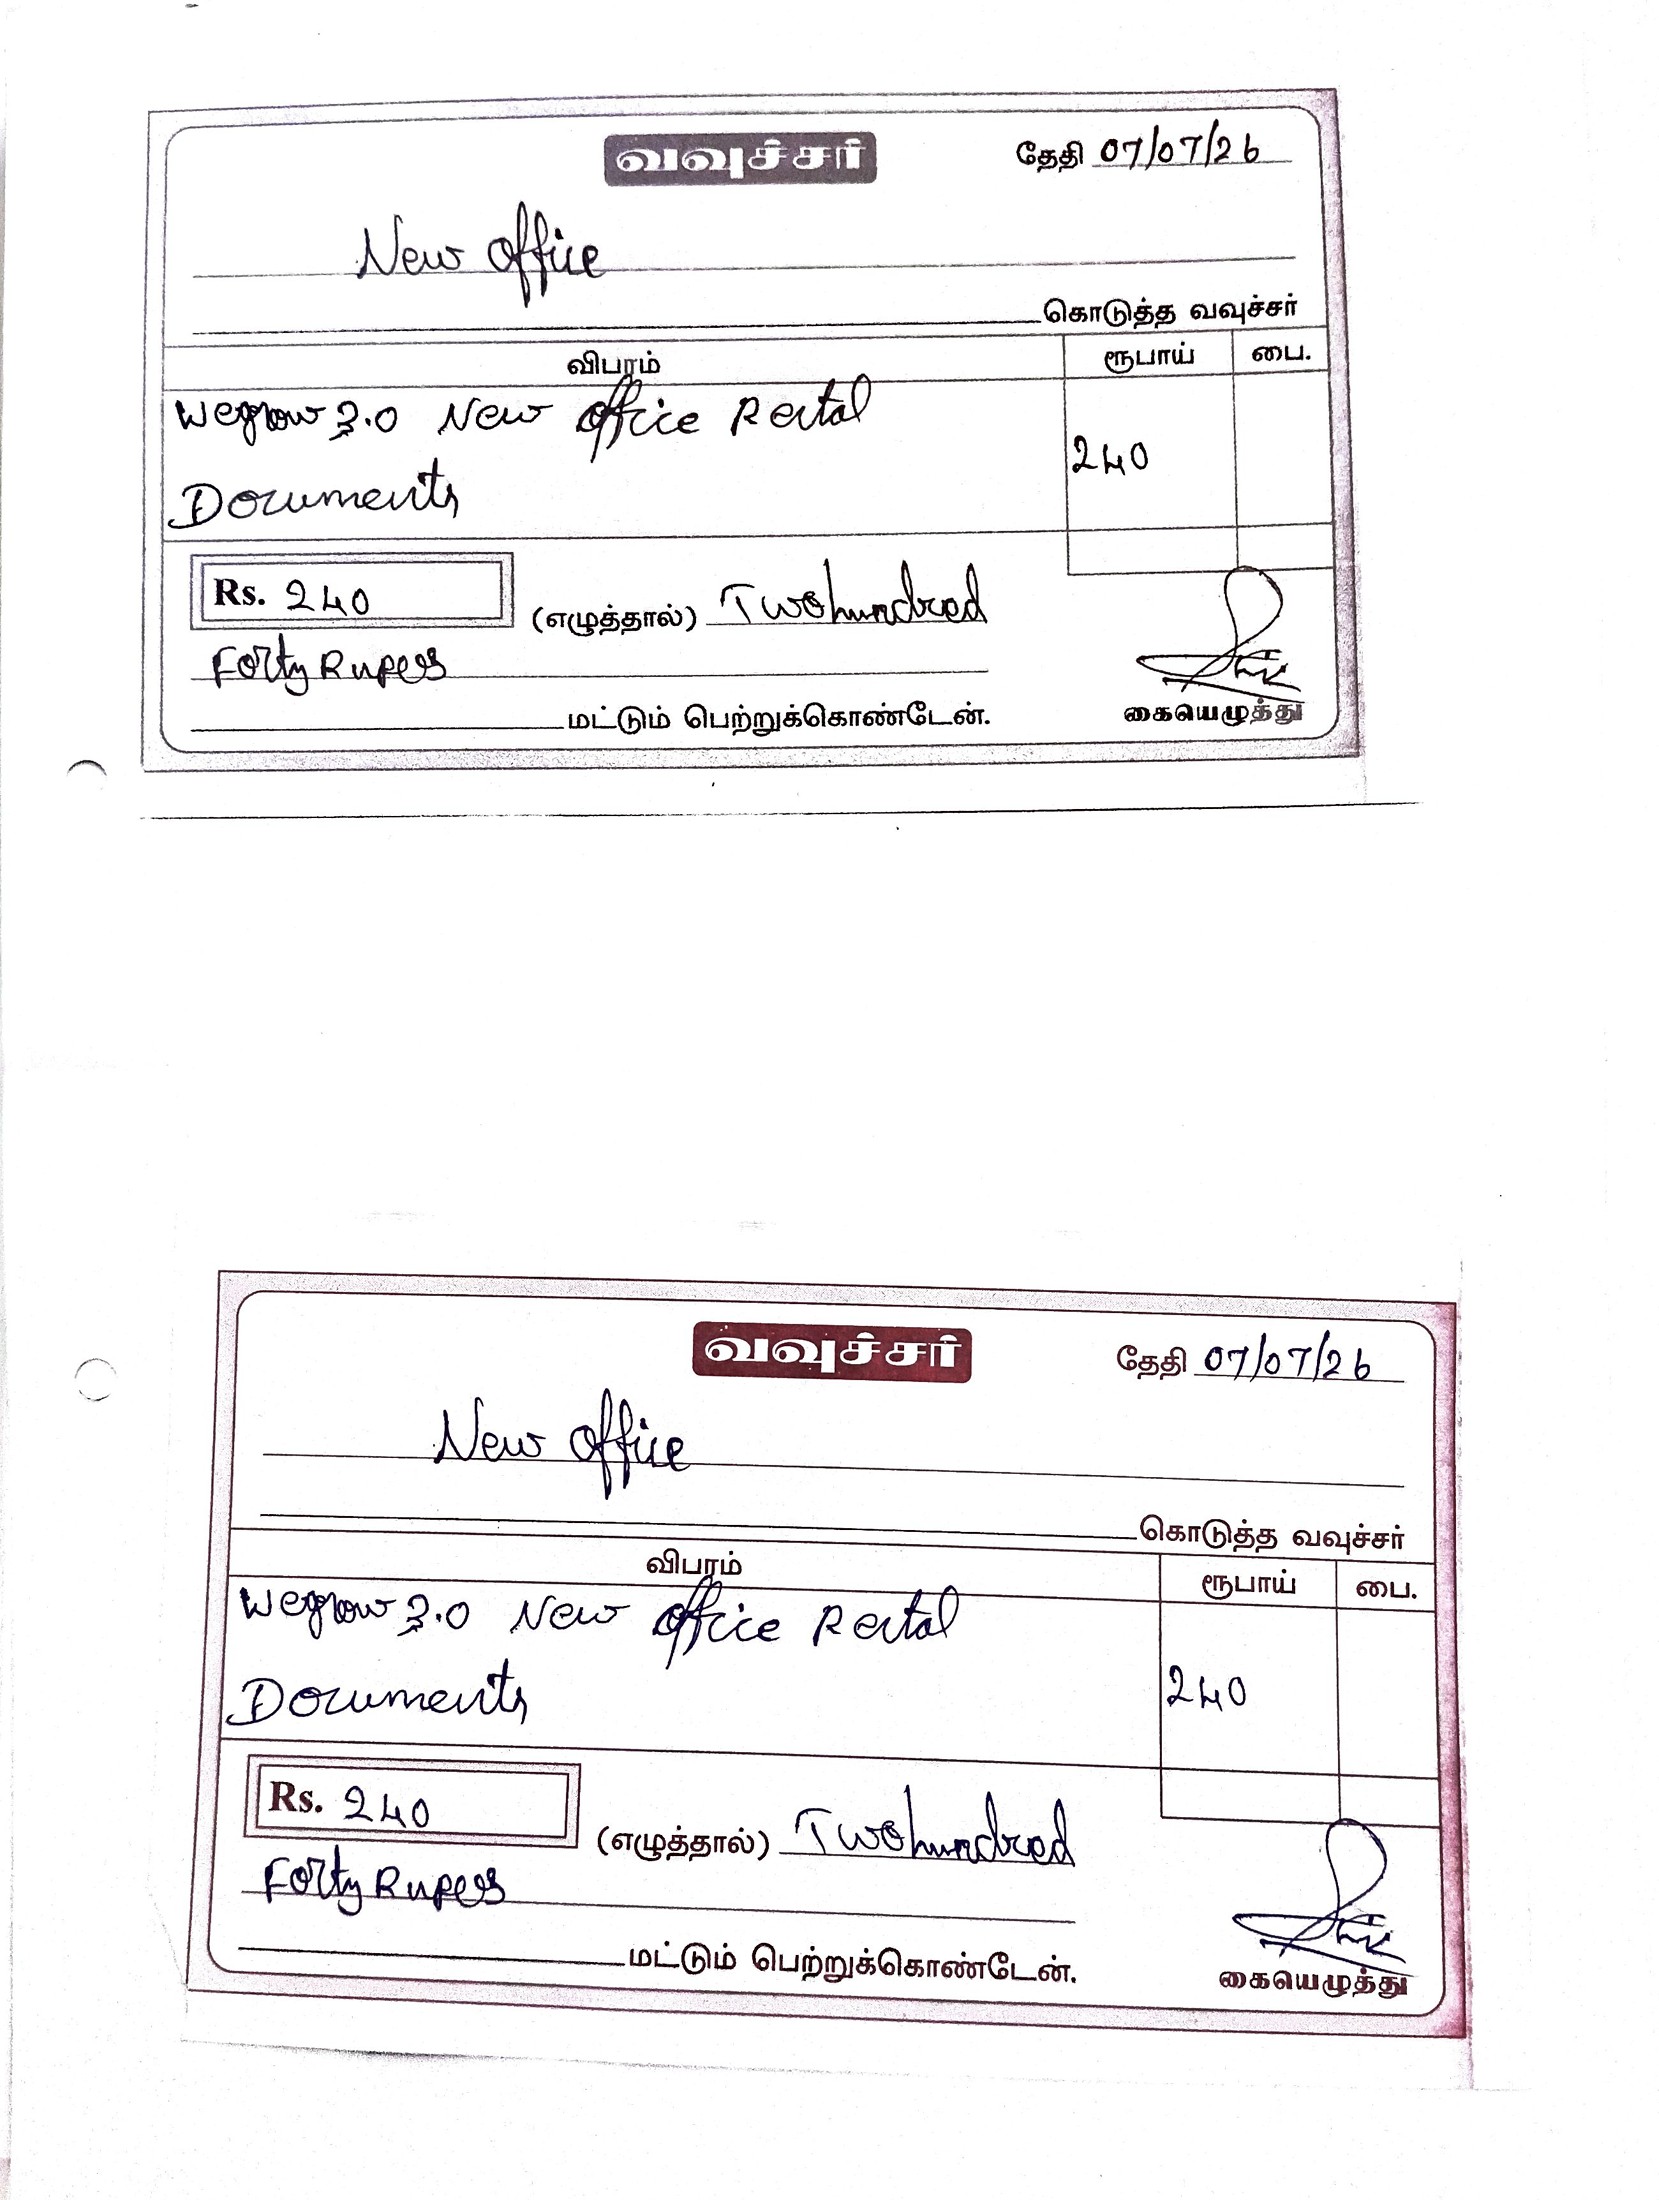 வவுச்சர்
தேதி 07/07/26
New office
கொடுத்த வவுச்சர்
விபரம் ரூபாய் பை.
Wegrow 3.0 New office Rental
240
Documents
Rs. 240 (எழுத்தால்) Two hundred
Forty Rupees
மட்டும் பெற்றுக்கொண்டேன். கையெழுத்து
வவுச்சர்
தேதி 07/07/26
New office
கொடுத்த வவுச்சர்
விபரம் ரூபாய் பை.
Wegrow 3.0 New office Rental
240
Documents
Rs. 240 (எழுத்தால்) Two hundred
Forty Rupees
மட்டும் பெற்றுக்கொண்டேன். கையெழுத்து